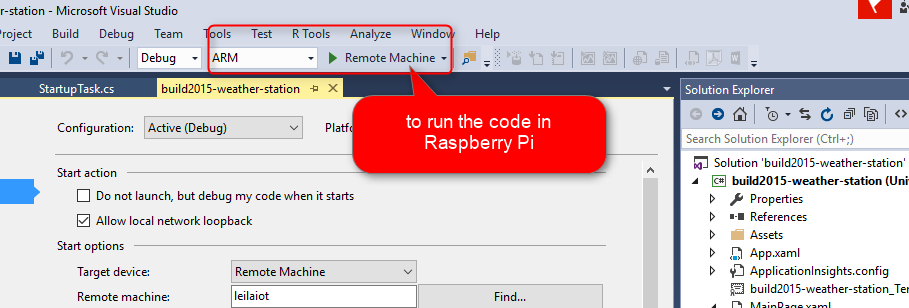 r-station - Microsoft Visual Studio
Project Build Debug Team Tools Test R Tools Analyze Window Help
Debug ARM Remote Machine
StartupTask.cs build2015-weather-station
Solution Explorer
to run the code in
Raspberry Pi
Configuration: Active (Debug)
Search Solution Explorer (Ctrl+;)
Solution 'build2015-weather-station'
Start action
C# build2015-weather-station (Uni
Do not launch, but debug my code when it starts
Properties
Allow local network loopback
References
Start options
Assets
App.xaml
Target device: Remote Machine
ApplicationInsights.config
Remote machine: leilaiot Find...
build2015-weather-station_Te
MainPage.xaml